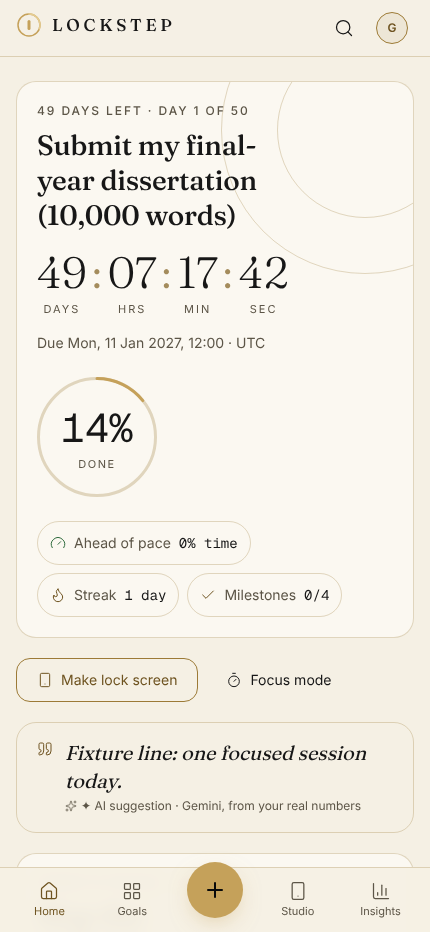 LOCKSTEP
G
49 DAYS LEFT · DAY 1 OF 50
Submit my final-
year dissertation
(10,000 words)
49:07:17:42
DAYS HRS MIN SEC
Due Mon, 11 Jan 2027, 12:00 · UTC
14%
DONE
Ahead of pace 0% time
Streak 1 day
Milestones 0/4
Make lock screen
Focus mode
Fixture line: one focused session
today.
✦ AI suggestion · Gemini, from your real numbers
Home
Goals
Studio
Insights